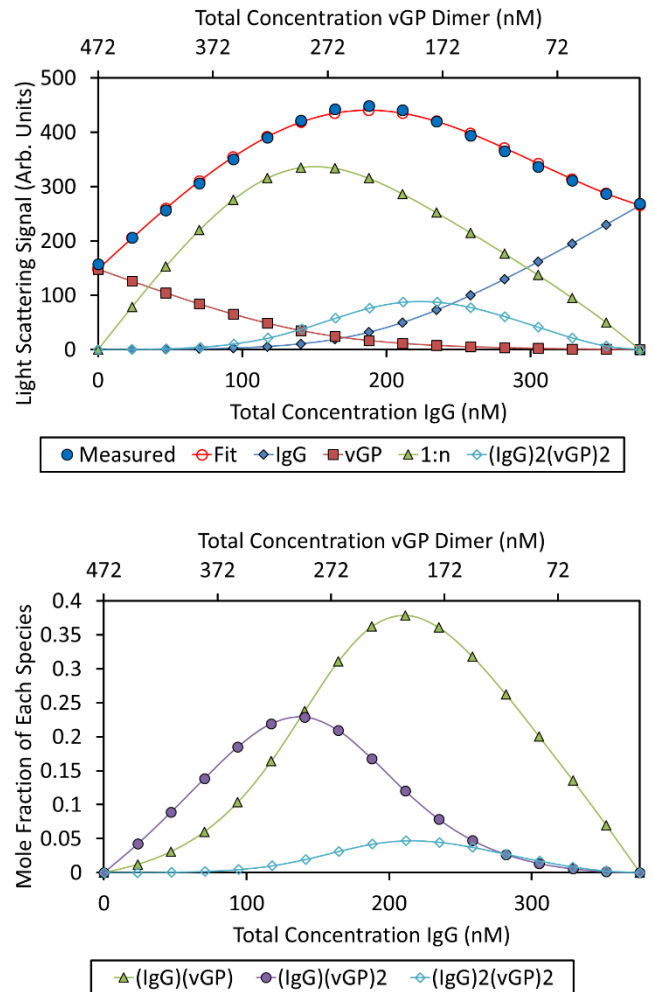 Total Concentration vGP Dimer (nM)
472 372 272 172 72
Light Scattering Signal (Arb. Units)
500
400
300
200
100
0
0 100 200 300
Total Concentration IgG (nM)
Measured Fit IgG vGP 1:n (IgG)2(vGP)2
Total Concentration vGP Dimer (nM)
472 372 272 172 72
Mole Fraction of Each Species
0.4
0.35
0.3
0.25
0.2
0.15
0.1
0.05
0
0 100 200 300
Total Concentration IgG (nM)
(IgG)(vGP) (IgG)(vGP)2 (IgG)2(vGP)2